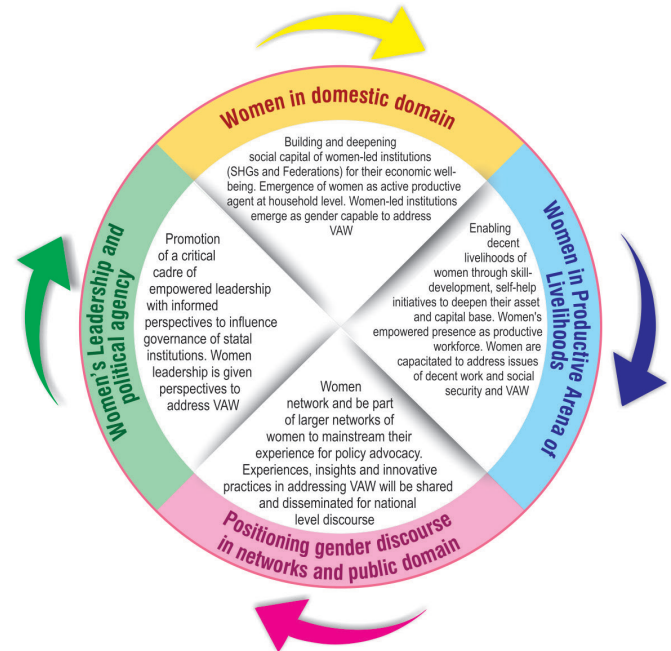 Women in domestic domain
Building and deepening
social capital of women-led institutions
(SHGs and Federations) for their economic well-
being. Emergence of women as active productive
agent at household level. Women-led institutions
emerge as gender capable to address
VAW
Women in Productive Arena of
Livelihoods
Enabling
decent
livelihoods of
women through skill-
development, self-help
initiatives to deepen their asset
and capital base. Women's
empowered presence as productive
workforce. Women are
capacitated to address issues
of decent work and social
security and VAW
Positioning gender discourse
in networks and public domain
Women
network and be part
of larger networks of
women to mainstream their
experience for policy advocacy.
Experiences, insights and innovative
practices in addressing VAW will be shared
and disseminated for national
level discourse
Women's Leadership and
political agency
Promotion
of a critical
cadre of
empowered leadership
with informed
perspectives to influence
governance of statal
institutions. Women
leadership is given
perspectives to
address VAW